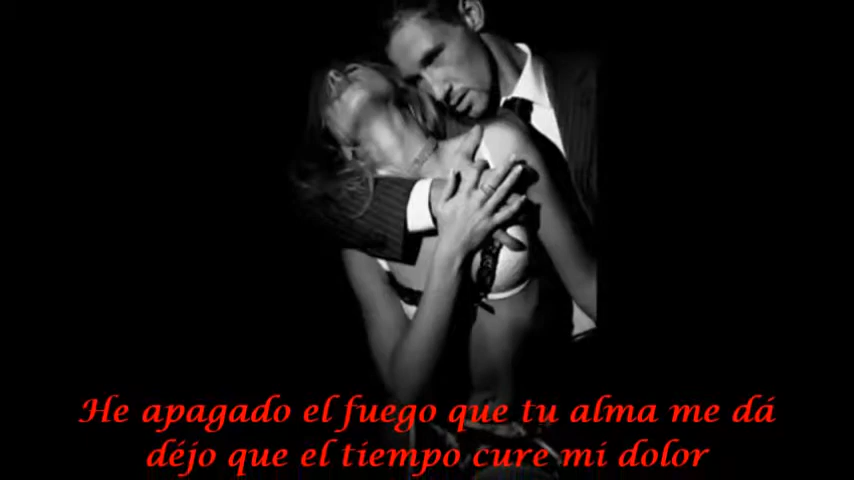 He apagado el fuego que tu alma me dá
déjo que el tiempo cure mi dolor